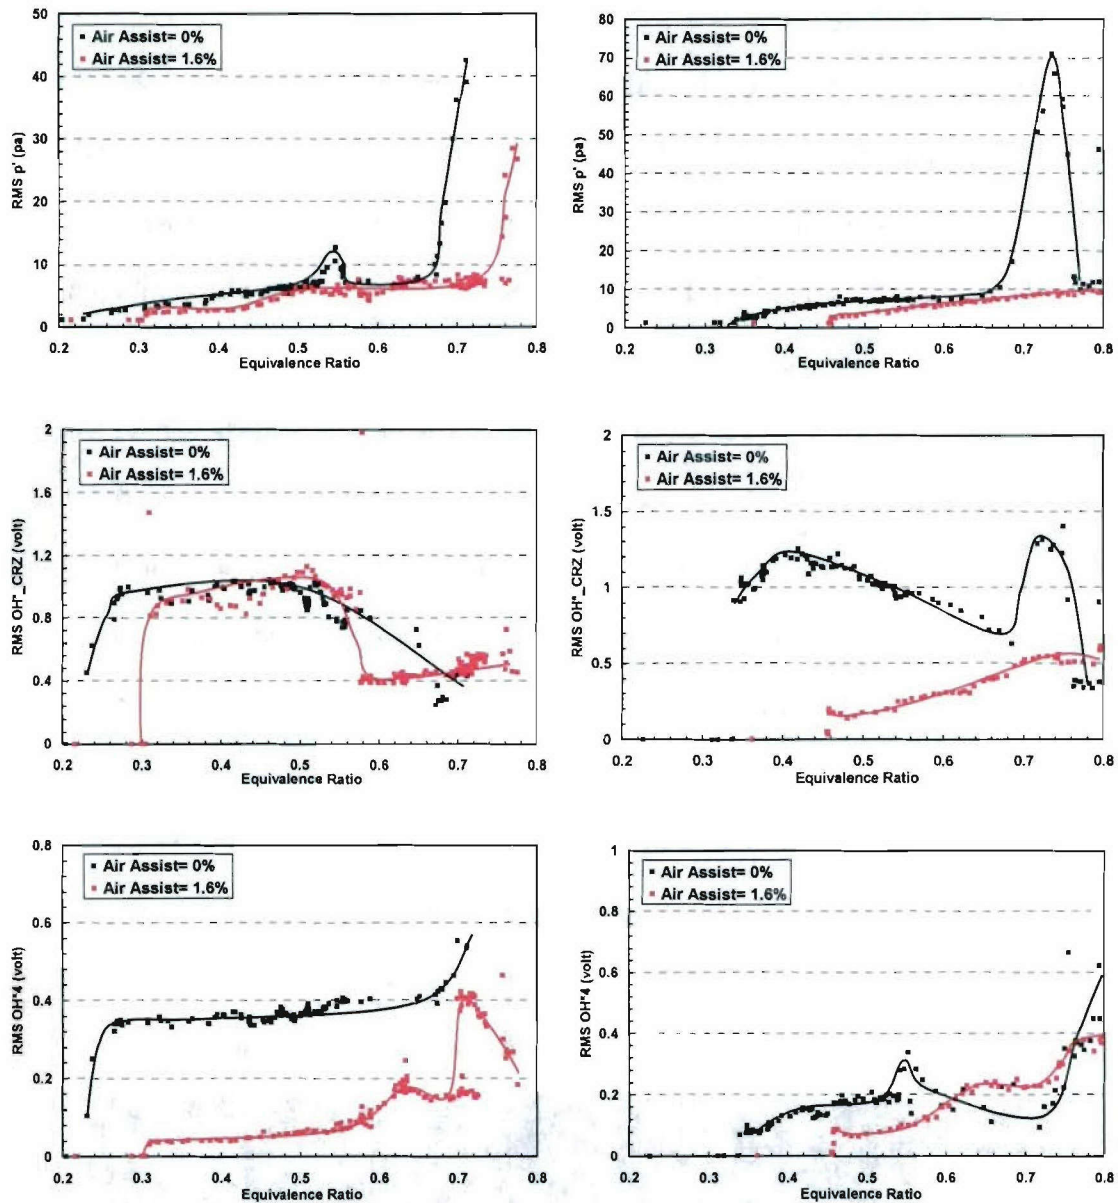 Air Assist= 0%
Air Assist= 1.6%
RMS p' (pa)
50
40
30
20
10
0
0.2 0.3 0.4 0.5 0.6 0.7 0.8
Equivalence Ratio
Air Assist= 0%
Air Assist= 1.6%
RMS p' (pa)
80
70
60
50
40
30
20
10
0
0.2 0.3 0.4 0.5 0.6 0.7 0.8
Equivalence Ratio
Air Assist= 0%
Air Assist= 1.6%
RMS OH*_CRZ (volt)
2
1.6
1.2
0.8
0.4
0
0.2 0.3 0.4 0.5 0.6 0.7 0.8
Equivalence Ratio
Air Assist= 0%
Air Assist= 1.6%
RMS OH*_CRZ (volt)
2
1.5
1
0.5
0
0.2 0.3 0.4 0.5 0.6 0.7 0.8
Equivalence Ratio
Air Assist= 0%
Air Assist= 1.6%
RMS OH*4 (volt)
0.8
0.6
0.4
0.2
0
0.2 0.3 0.4 0.5 0.6 0.7 0.8
Equivalence Ratio
Air Assist= 0%
Air Assist= 1.6%
RMS OH*4 (volt)
1
0.8
0.6
0.4
0.2
0
0.2 0.3 0.4 0.5 0.6 0.7 0.8
Equivalence Ratio